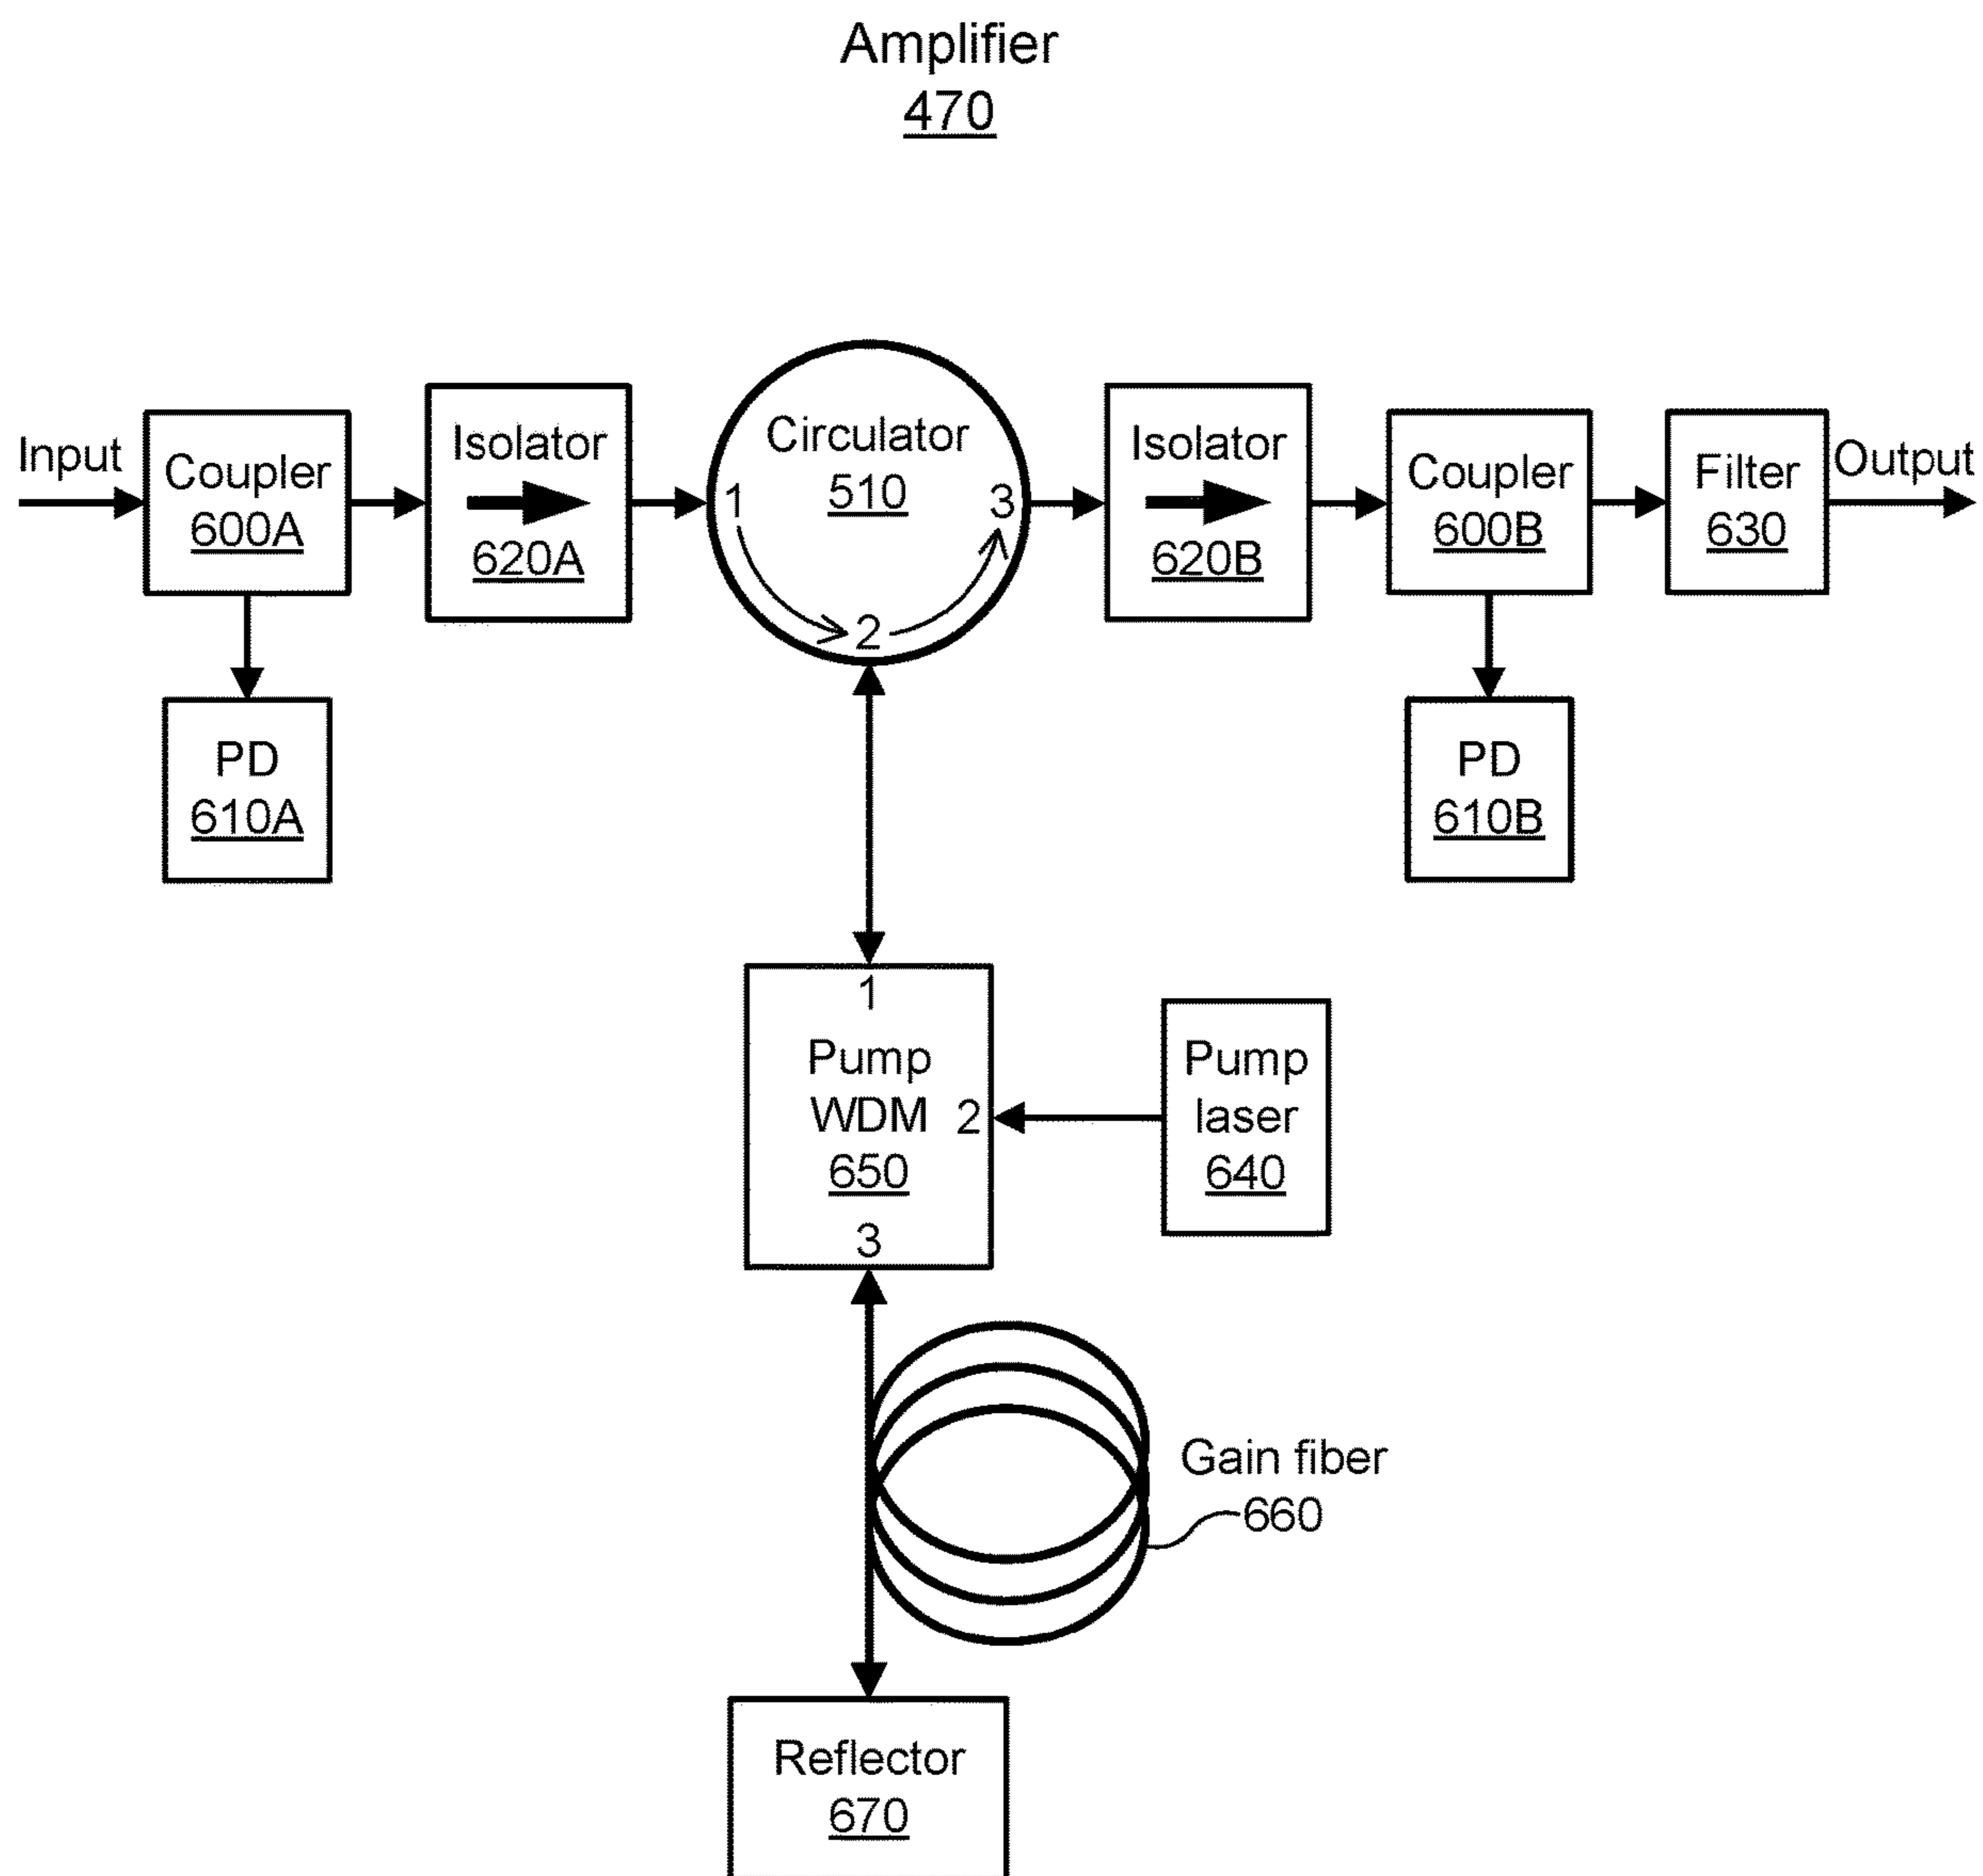 Amplifier
470
Input
Coupler
600A
Isolator
620A
Circulator
510
1
2
3
Isolator
620B
Coupler
600B
Filter
630
Output
PD
610A
PD
610B
1
Pump
WDM
650
2
3
Pump
laser
640
Gain fiber
660
Reflector
670